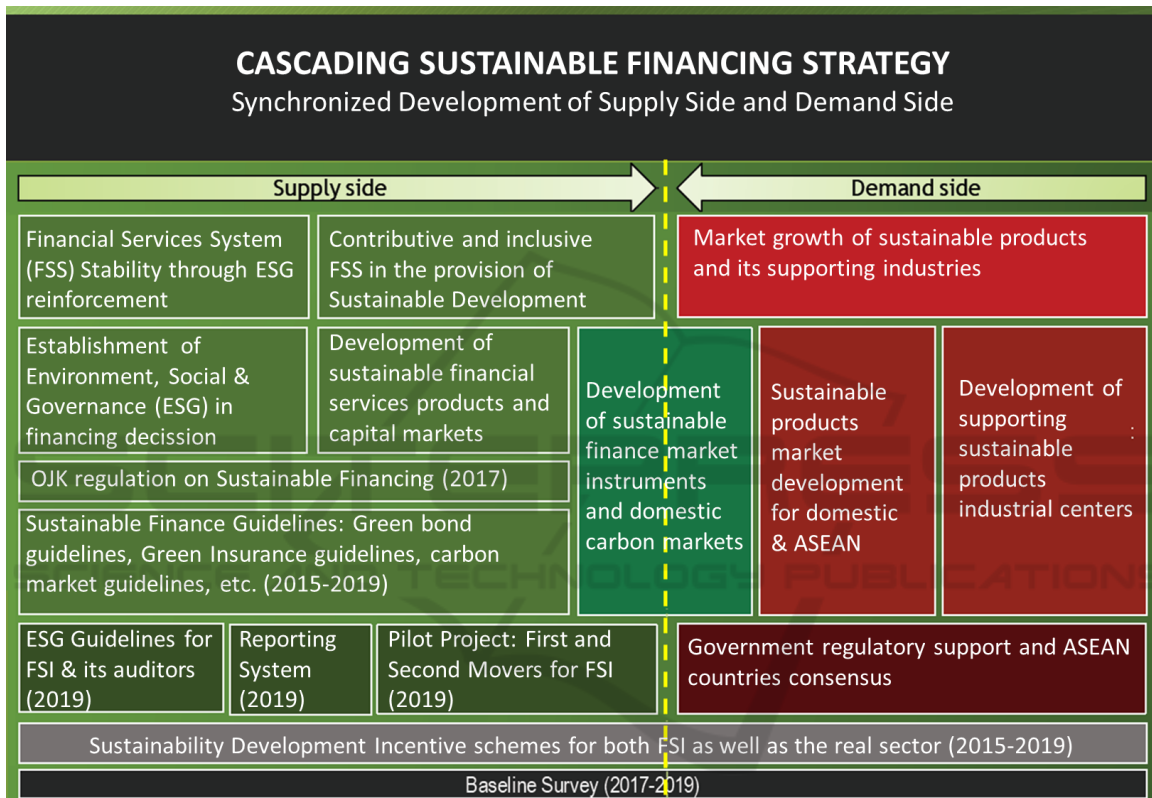 CASCADING SUSTAINABLE FINANCING STRATEGY
Synchronized Development of Supply Side and Demand Side
Supply side
Demand side
Financial Services System
(FSS) Stability through ESG
reinforcement
Contributive and inclusive
FSS in the provision of
Sustainable Development
Market growth of sustainable products
and its supporting industries
Establishment of
Environment, Social &
Governance (ESG) in
financing decission
Development of
sustainable financial
services products and
capital markets
Development
of sustainable
finance market
instruments
and domestic
carbon markets
Sustainable
products
market
development
for domestic
& ASEAN
Development of
supporting
sustainable
products
industrial centers
:
OJK regulation on Sustainable Financing (2017)
Sustainable Finance Guidelines: Green bond
guidelines, Green Insurance guidelines, carbon
market guidelines, etc. (2015-2019)
ESG Guidelines for
FSI & its auditors
(2019)
Reporting
System
(2019)
Pilot Project: First and
Second Movers for FSI
(2019)
Government regulatory support and ASEAN
countries consensus
Sustainability Development Incentive schemes for both FSI as well as the real sector (2015-2019)
Baseline Survey (2017-2019)
SCIENCE AND TECHNOLOGY PUBLICATIONS